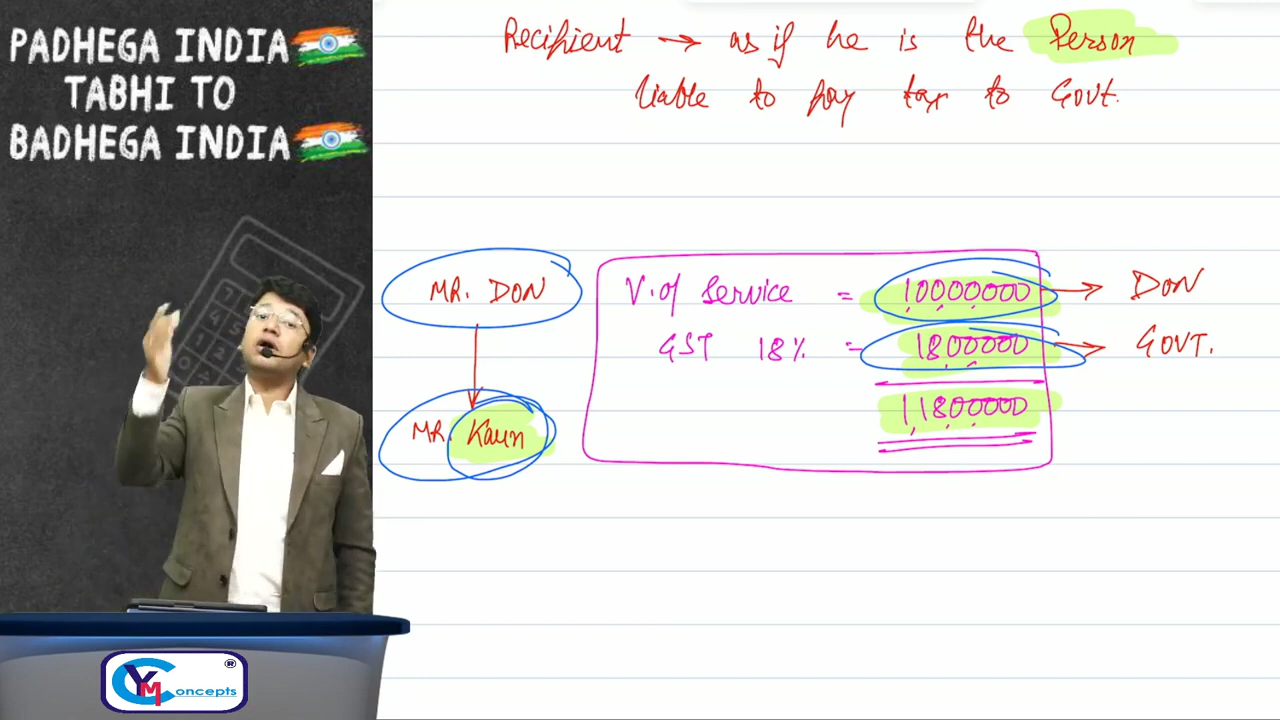 PADHEGA INDIA
TABHI TO
BADHEGA INDIA
Recipient → as if he is the Person
liable to pay tax to Govt.
MR. DON
V. of Service = 10000000 → DON
GST 18% = 1800000 → GOVT.
11800000
MR. Kaun
YM Concepts ®